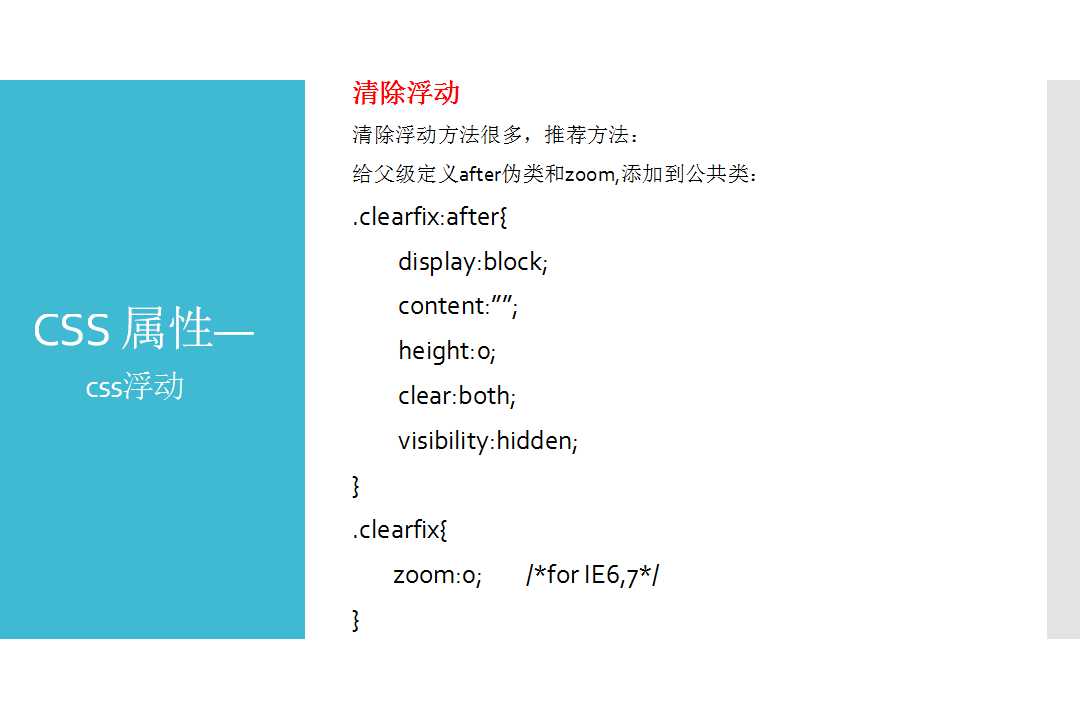 CSS 属性—
css浮动
清除浮动
清除浮动方法很多，推荐方法：
给父级定义after伪类和zoom,添加到公共类：
.clearfix:after{
display:block;
content:””;
height:0;
clear:both;
visibility:hidden;
}
.clearfix{
zoom:0; /*for IE6,7*/
}